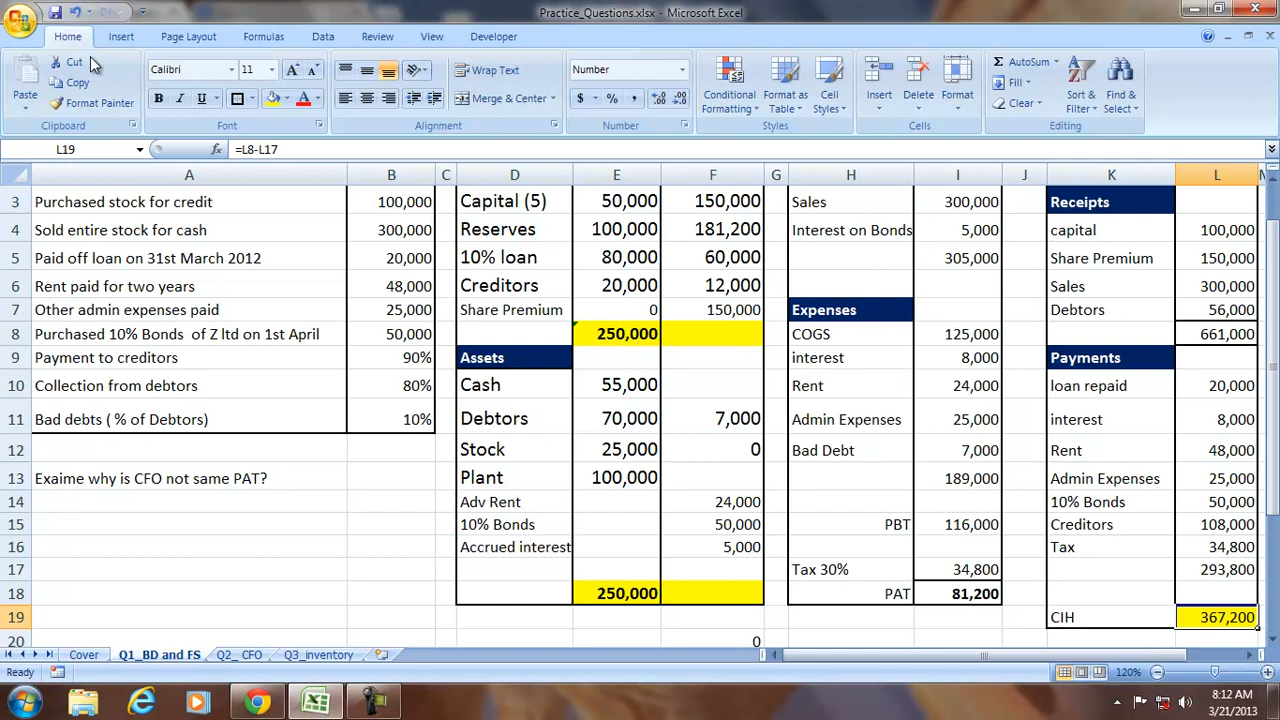 Practice_Questions.xlsx - Microsoft Excel
Home Insert Page Layout Formulas Data Review View Developer
Paste Cut Copy Format Painter Clipboard
Calibri 11 B I U A Font
Wrap Text Merge & Center Alignment
Number $ % , Number
Conditional Formatting Format as Table Cell Styles Styles
Insert Delete Format Cells
AutoSum Fill Clear Sort & Filter Find & Select Editing
L19 fx =L8-L17
A B C D E F G H I J K L M
3 Purchased stock for credit 100,000 Capital (5) 50,000 150,000 Sales 300,000 Receipts
4 Sold entire stock for cash 300,000 Reserves 100,000 181,200 Interest on Bonds 5,000 capital 100,000
5 Paid off loan on 31st March 2012 20,000 10% loan 80,000 60,000 305,000 Share Premium 150,000
6 Rent paid for two years 48,000 Creditors 20,000 12,000 Sales 300,000
7 Other admin expenses paid 25,000 Share Premium 0 150,000 Expenses Debtors 56,000
8 Purchased 10% Bonds of Z ltd on 1st April 50,000 250,000 COGS 125,000 661,000
9 Payment to creditors 90% Assets interest 8,000 Payments
10 Collection from debtors 80% Cash 55,000 Rent 24,000 loan repaid 20,000
11 Bad debts ( % of Debtors) 10% Debtors 70,000 7,000 Admin Expenses 25,000 interest 8,000
12 Stock 25,000 0 Bad Debt 7,000 Rent 48,000
13 Exaime why is CFO not same PAT? Plant 100,000 189,000 Admin Expenses 25,000
14 Adv Rent 24,000 10% Bonds 50,000
15 10% Bonds 50,000 PBT 116,000 Creditors 108,000
16 Accrued interest 5,000 Tax 34,800
17 Tax 30% 34,800 293,800
18 250,000 PAT 81,200
19 CIH 367,200
20 0
Cover Q1_BD and FS Q2_ CFO Q3_inventory
Ready 120%
8:12 AM
3/21/2013